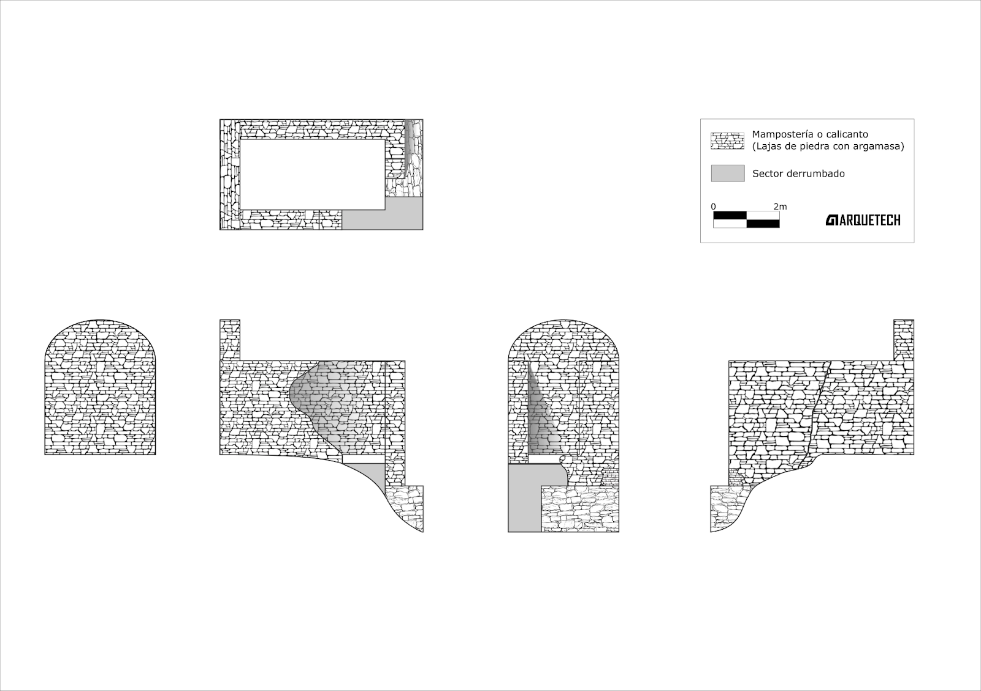 Mampostería o calicanto
(Lajas de piedra con argamasa)
Sector derrumbado
0 2m
ARQUETECH